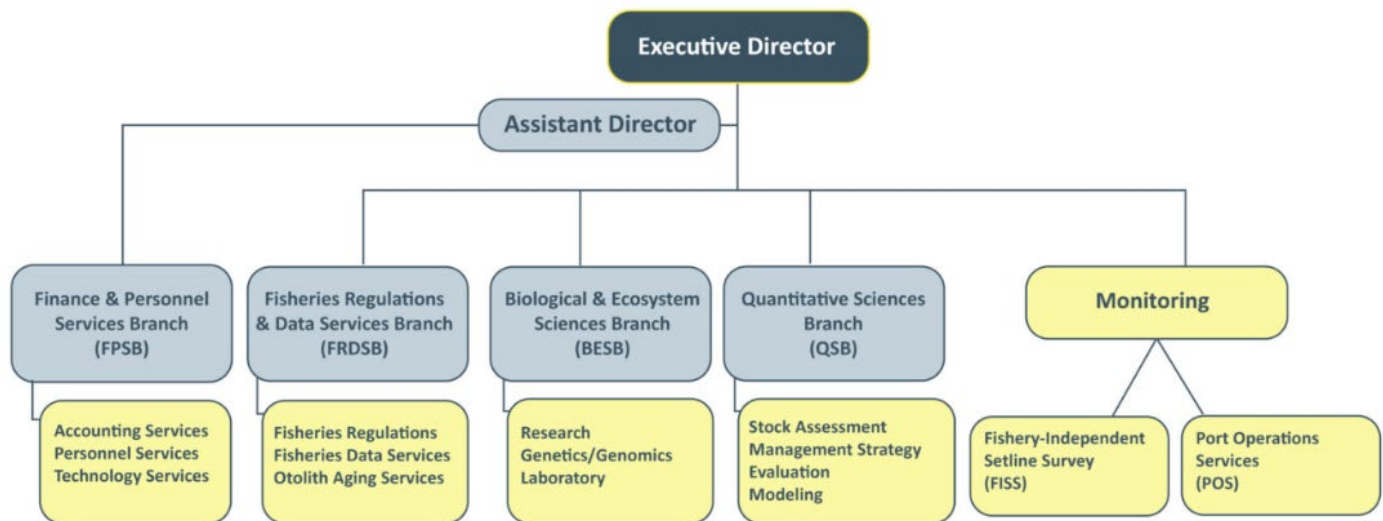 Executive Director
Assistant Director
Finance & Personnel
Services Branch
(FPSB)
Fisheries Regulations
& Data Services Branch
(FRDSB)
Biological & Ecosystem
Sciences Branch
(BESB)
Quantitative Sciences
Branch
(QSB)
Monitoring
Accounting Services
Personnel Services
Technology Services
Fisheries Regulations
Fisheries Data Services
Otolith Aging Services
Research
Genetics/Genomics
Laboratory
Stock Assessment
Management Strategy
Evaluation
Modeling
Fishery-Independent
Setline Survey
(FISS)
Port Operations
Services
(POS)